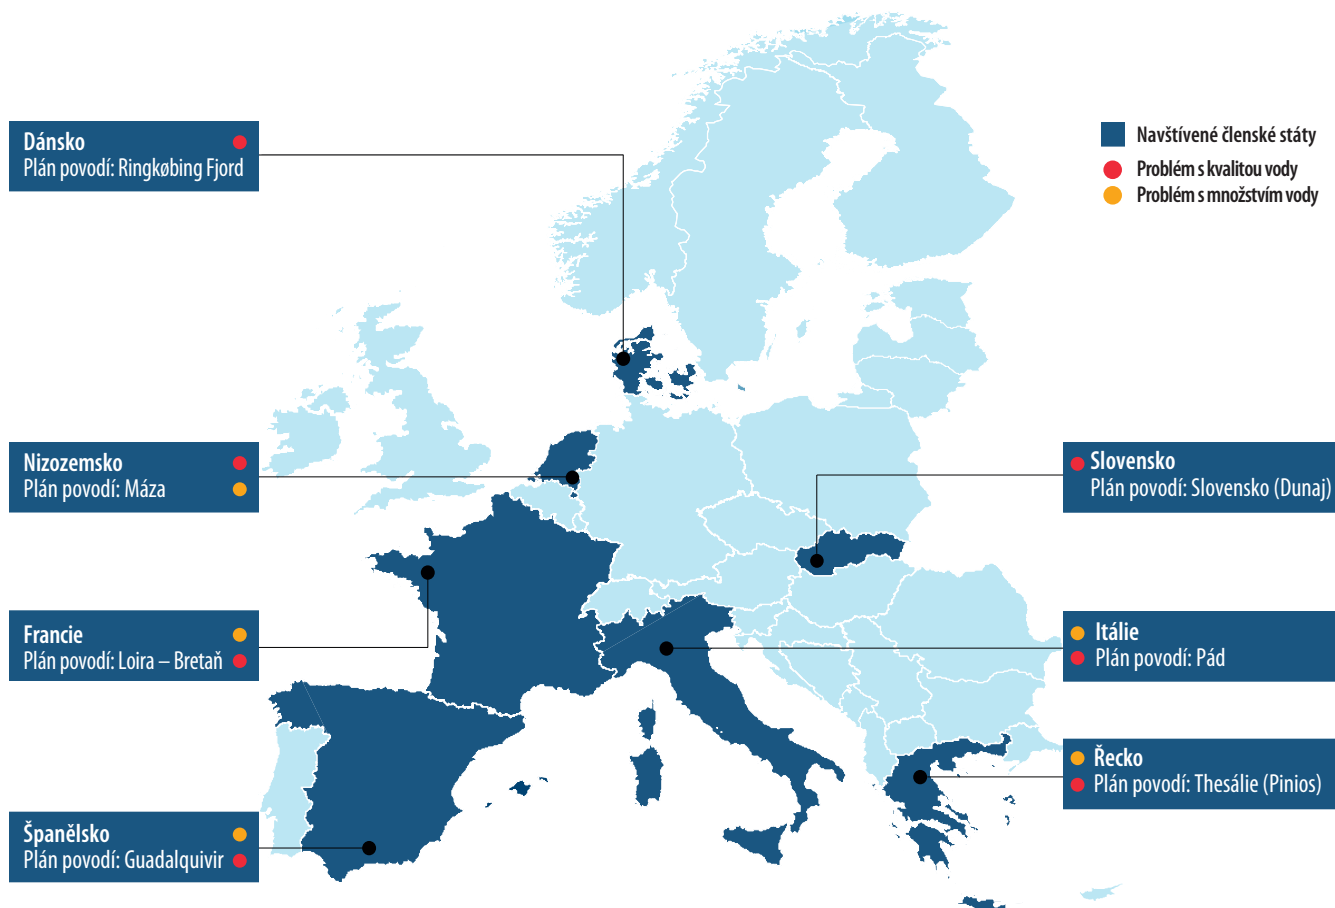 Dánsko
Plán povodí: Ringkøbing Fjord
Navštívené členské státy
Problém s kvalitou vody
Problém s množstvím vody
Nizozemsko
Plán povodí: Máza
Slovensko
Plán povodí: Slovensko (Dunaj)
Francie
Plán povodí: Loira – Bretaň
Itálie
Plán povodí: Pád
Řecko
Plán povodí: Thesálie (Pinios)
Španělsko
Plán povodí: Guadalquivir